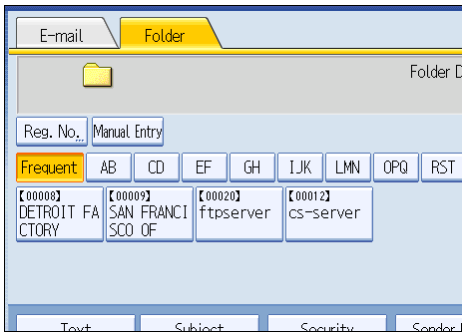 E-mail Folder
Folder D
Reg. No. Manual Entry
Frequent AB CD EF GH IJK LMN OPQ RST
【00008】 【00009】 【00020】 【00012】
DETROIT FA SAN FRANCI ftpserver cs-server
CTORY SCO OF
Text Subject Security Sender